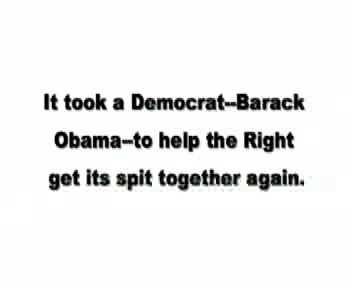 It took a Democrat--Barack
Obama--to help the Right
get its spit together again.